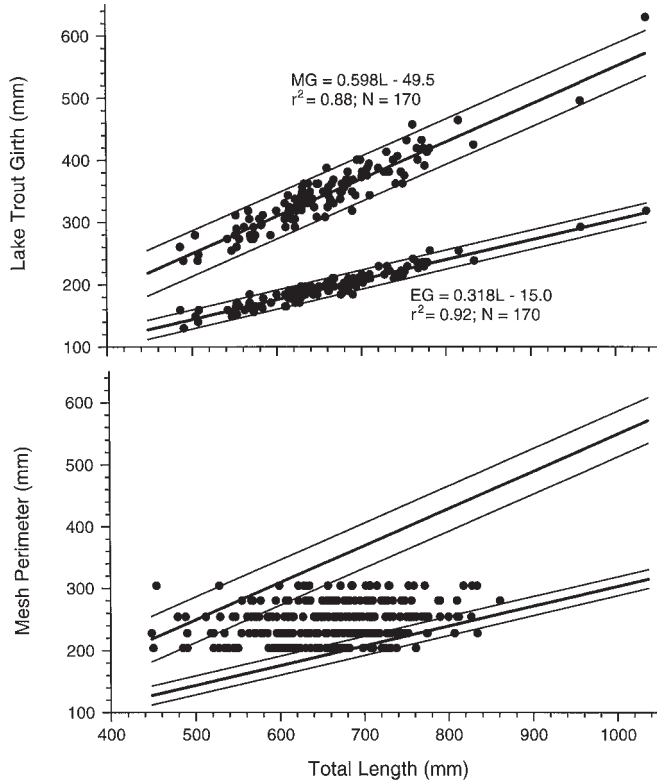 600
500
400
300
200
100
Lake Trout Girth (mm)
MG = 0.598L - 49.5
r² = 0.88; N = 170
EG = 0.318L - 15.0
r² = 0.92; N = 170
600
500
400
300
200
100
Mesh Perimeter (mm)
400 500 600 700 800 900 1000
Total Length (mm)